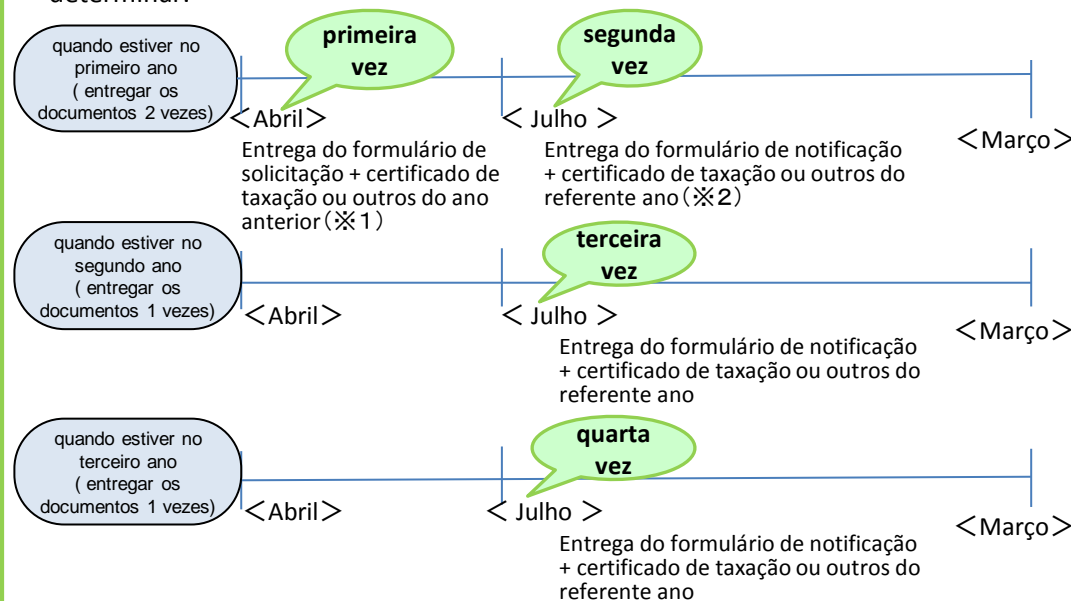 determinar.
quando estiver no
primeiro ano
( entregar os
documentos 2 vezes)
primeira
vez
segunda
vez
＜Abril＞
＜ Julho ＞
＜Março＞
Entrega do formulário de
solicitação + certificado de
taxação ou outros do ano
anterior(※1)
Entrega do formulário de notificação
+ certificado de taxação ou outros do
referente ano(※2)
quando estiver no
segundo ano
( entregar os
documentos 1 vezes)
terceira
vez
＜Abril＞
＜ Julho ＞
＜Março＞
Entrega do formulário de notificação
+ certificado de taxação ou outros do
referente ano
quando estiver no
terceiro ano
( entregar os
documentos 1 vezes)
quarta
vez
＜Abril＞
＜ Julho ＞
＜Março＞
Entrega do formulário de notificação
+ certificado de taxação ou outros do
referente ano